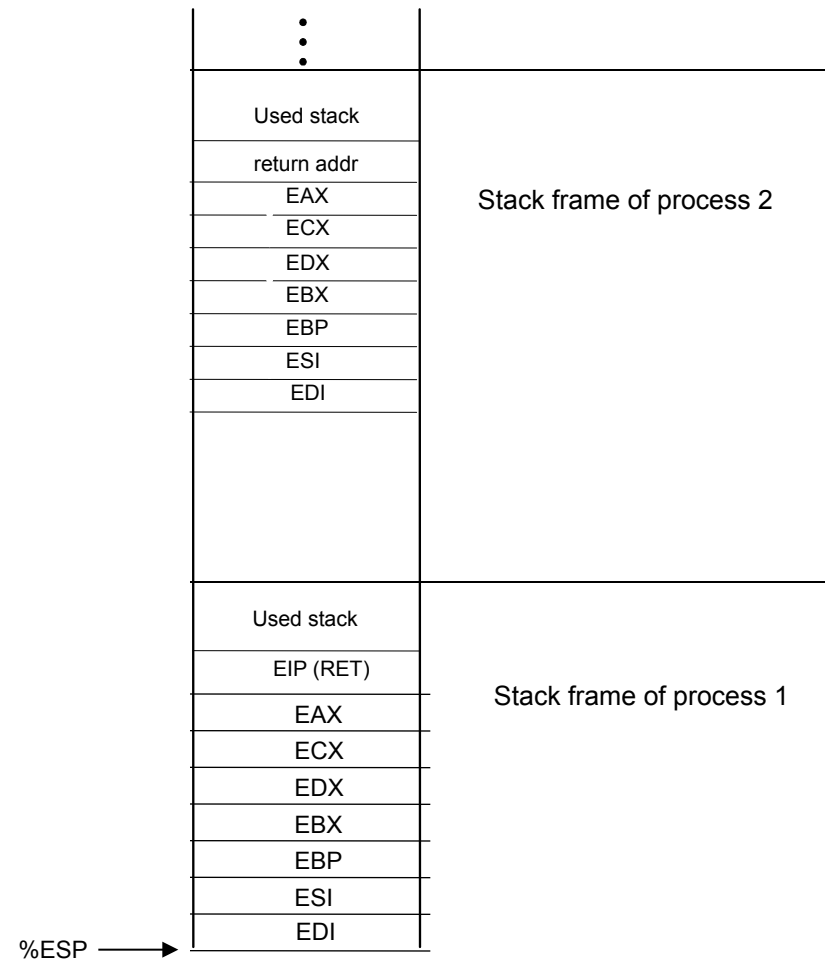 Used stack
return addr
EAX
Stack frame of process 2
ECX
EDX
EBX
EBP
ESI
EDI
Used stack
EIP (RET)
Stack frame of process 1
EAX
ECX
EDX
EBX
EBP
ESI
EDI
%ESP